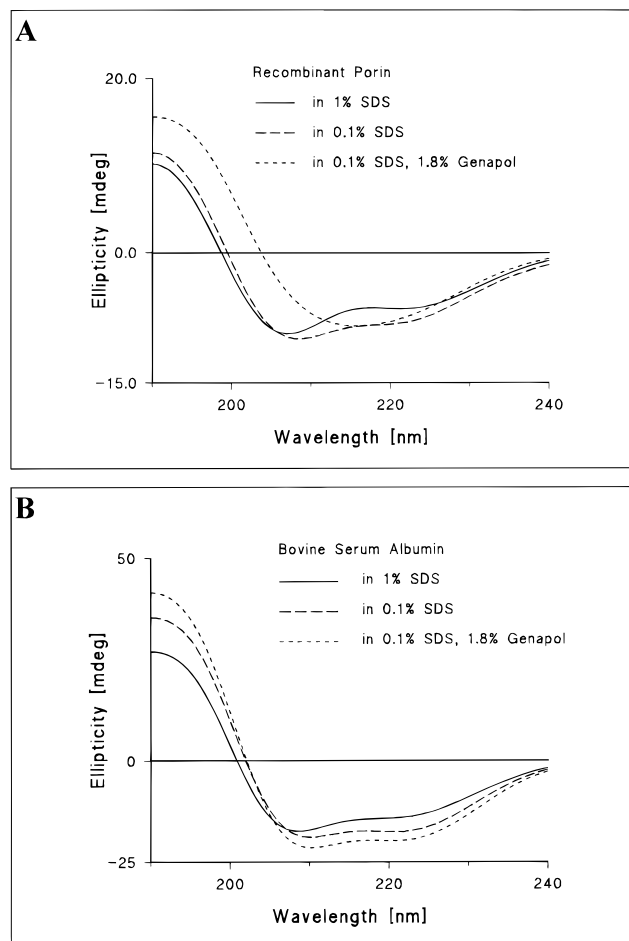 A
20.0
Recombinant Porin
in 1% SDS
in 0.1% SDS
in 0.1% SDS, 1.8% Genapol
0.0
Ellipticity [mdeg]
−15.0
200
220
240
Wavelength [nm]
B
50
Bovine Serum Albumin
in 1% SDS
in 0.1% SDS
in 0.1% SDS, 1.8% Genapol
Ellipticity [mdeg]
0
−25
200
220
240
Wavelength [nm]